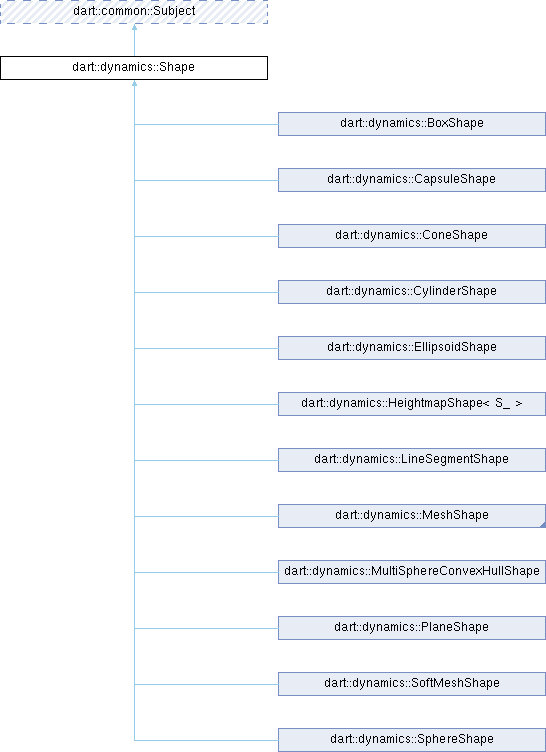 dart::common::Subject
dart::dynamics::Shape
dart::dynamics::BoxShape
dart::dynamics::CapsuleShape
dart::dynamics::ConeShape
dart::dynamics::CylinderShape
dart::dynamics::EllipsoidShape
dart::dynamics::HeightmapShape< S_ >
dart::dynamics::LineSegmentShape
dart::dynamics::MeshShape
dart::dynamics::MultiSphereConvexHullShape
dart::dynamics::PlaneShape
dart::dynamics::SoftMeshShape
dart::dynamics::SphereShape